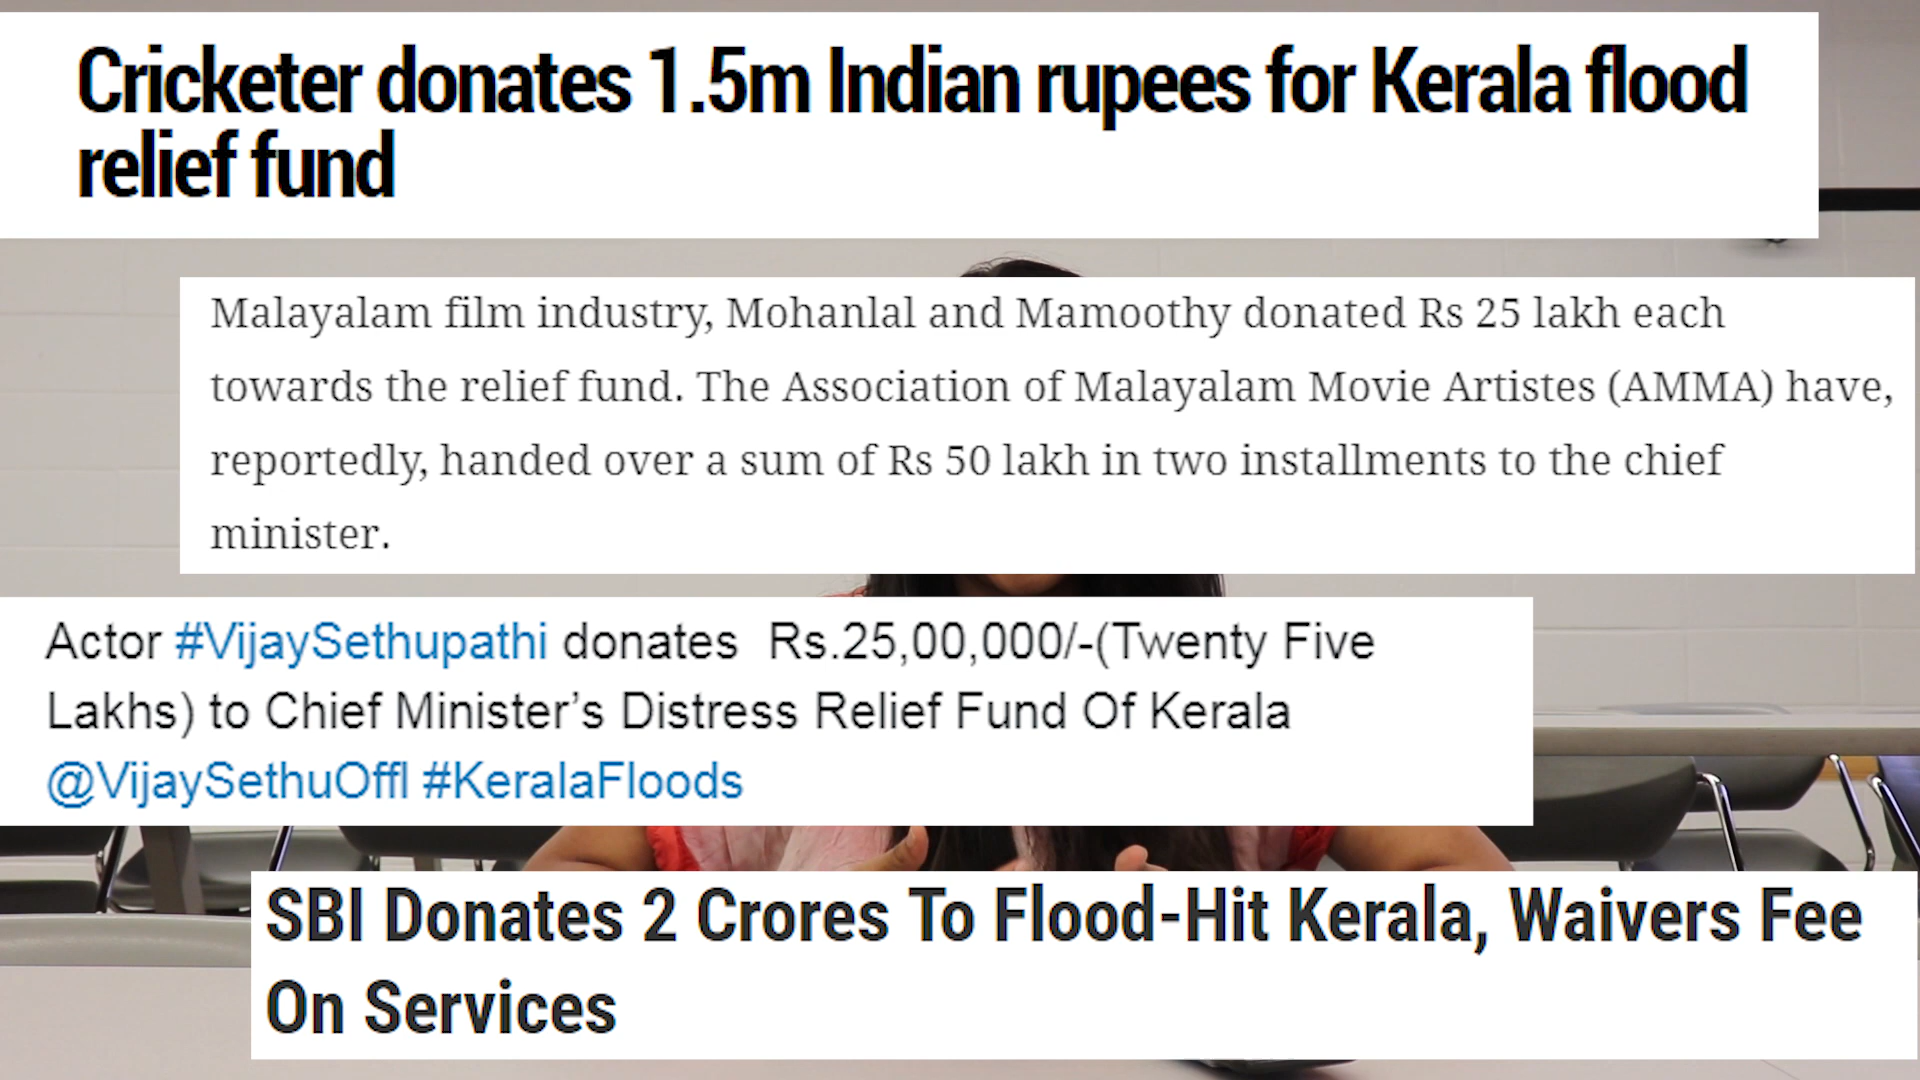 Cricketer donates 1.5m Indian rupees for Kerala flood
relief fund
Malayalam film industry, Mohanlal and Mamoothy donated Rs 25 lakh each
towards the relief fund. The Association of Malayalam Movie Artistes (AMMA) have,
reportedly, handed over a sum of Rs 50 lakh in two installments to the chief
minister.
Actor #VijaySethupathi donates Rs.25,00,000/-(Twenty Five
Lakhs) to Chief Minister’s Distress Relief Fund Of Kerala
@VijaySethuOffl #KeralaFloods
SBI Donates 2 Crores To Flood-Hit Kerala, Waivers Fee
On Services